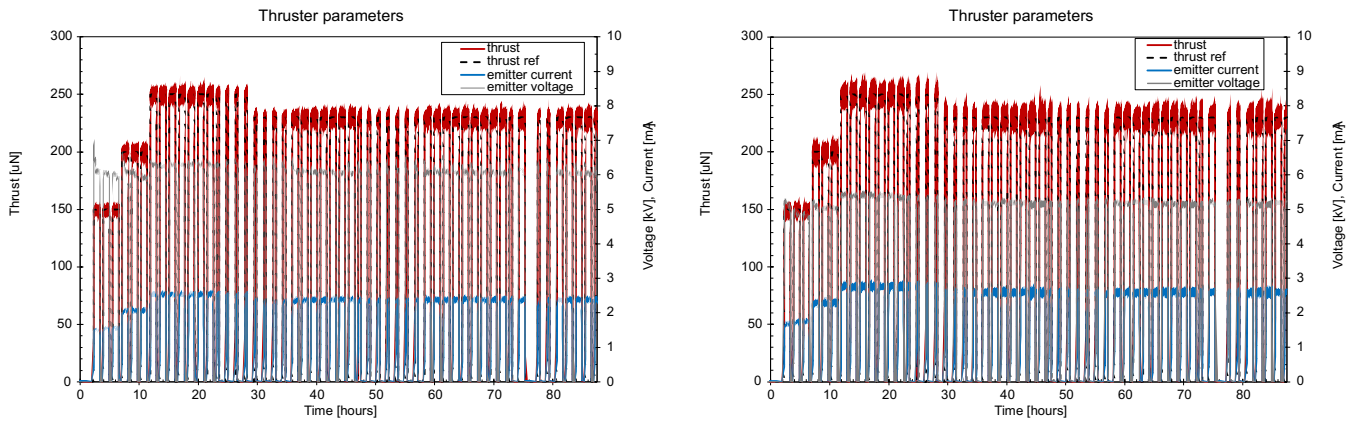 Thruster parameters
300
250
200
150
100
50
0
Thrust [uN]
10
9
8
7
6
5
4
3
2
1
0
Voltage [kV], Current [mA]
thrust
thrust ref
emitter current
emitter voltage
0 10 20 30 40 50 60 70 80
Time [hours]
Thruster parameters
300
250
200
150
100
50
0
Thrust [uN]
10
9
8
7
6
5
4
3
2
1
0
Voltage [kV], Current [mA]
thrust
thrust ref
emitter current
emitter voltage
0 10 20 30 40 50 60 70 80
Time [hours]